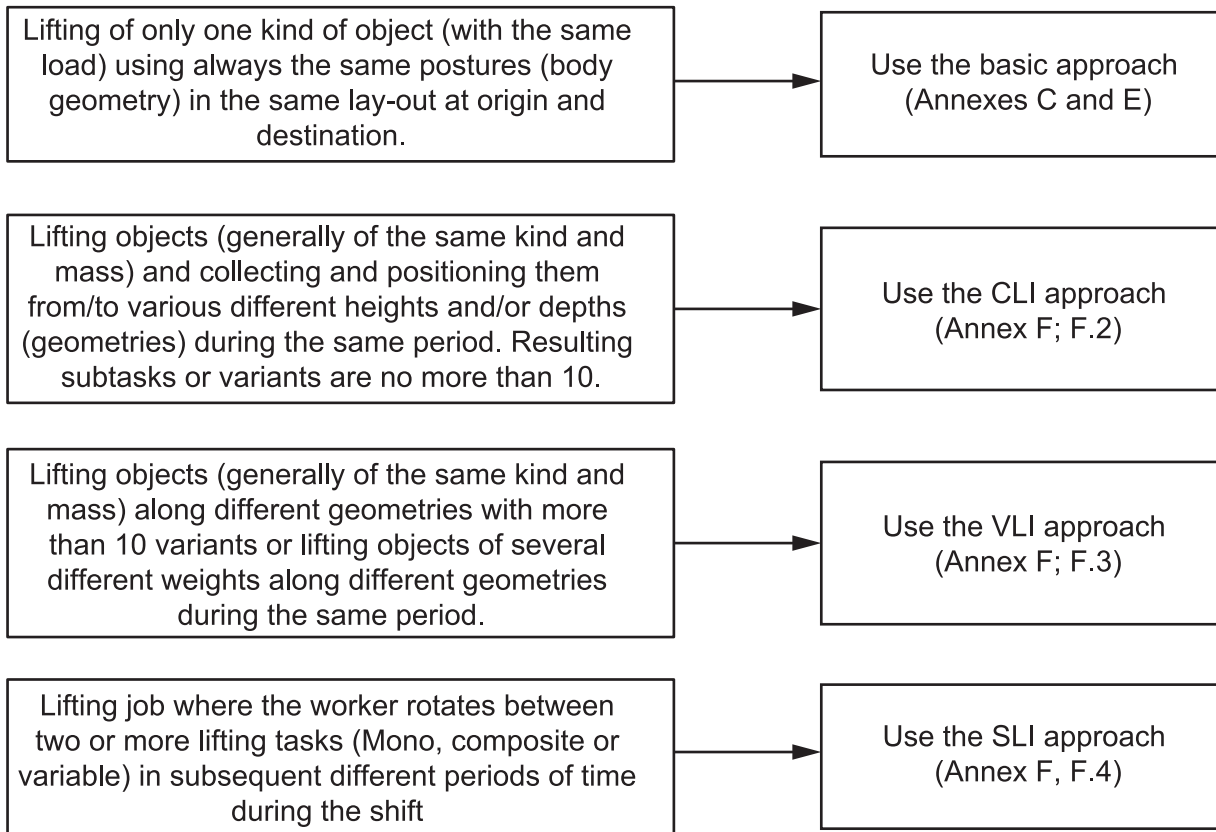 Lifting of only one kind of object (with the same
load) using always the same postures (body
geometry) in the same lay-out at origin and
destination.
Use the basic approach
(Annexes C and E)
Lifting objects (generally of the same kind and
mass) and collecting and positioning them
from/to various different heights and/or depths
(geometries) during the same period. Resulting
subtasks or variants are no more than 10.
Use the CLI approach
(Annex F; F.2)
Lifting objects (generally of the same kind and
mass) along different geometries with more
than 10 variants or lifting objects of several
different weights along different geometries
during the same period.
Use the VLI approach
(Annex F; F.3)
Lifting job where the worker rotates between
two or more lifting tasks (Mono, composite or
variable) in subsequent different periods of time
during the shift
Use the SLI approach
(Annex F, F.4)